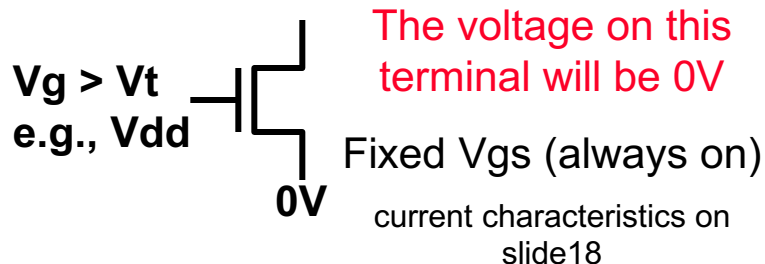 The voltage on this
terminal will be 0V
Vg > Vt
e.g., Vdd
Fixed Vgs (always on)
0V
current characteristics on
slide18